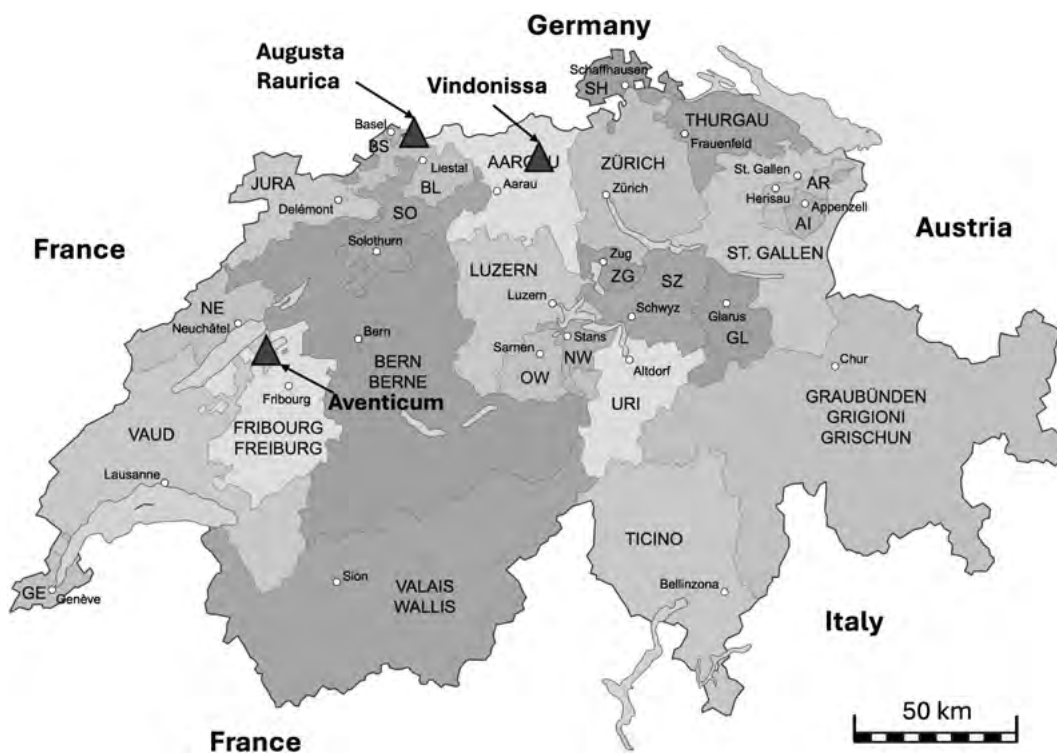 Germany
Augusta
Raurica
Vindonissa
Schaffhausen
SH
THURGAU
Frauenfeld
Basel
BS
Liestal
BL
AARGAU
Aarau
ZÜRICH
Zürich
St. Gallen
AR
Herisau
Appenzell
AI
JURA
Delémont
SO
Solothurn
Austria
France
ST. GALLEN
LUZERN
Luzern
Zug
ZG
SZ
Schwyz
Glarus
GL
NE
Neuchâtel
Bern
BERN
BERNE
Stans
Sarnen
NW
OW
Altdorf
Chur
URI
Aventicum
Fribourg
FRIBOURG
FREIBURG
GRAUBÜNDEN
GRIGIONI
GRISCHUN
VAUD
Lausanne
TICINO
Bellinzona
Sion
VALAIS
WALLIS
GE
Genève
Italy
50 km
France